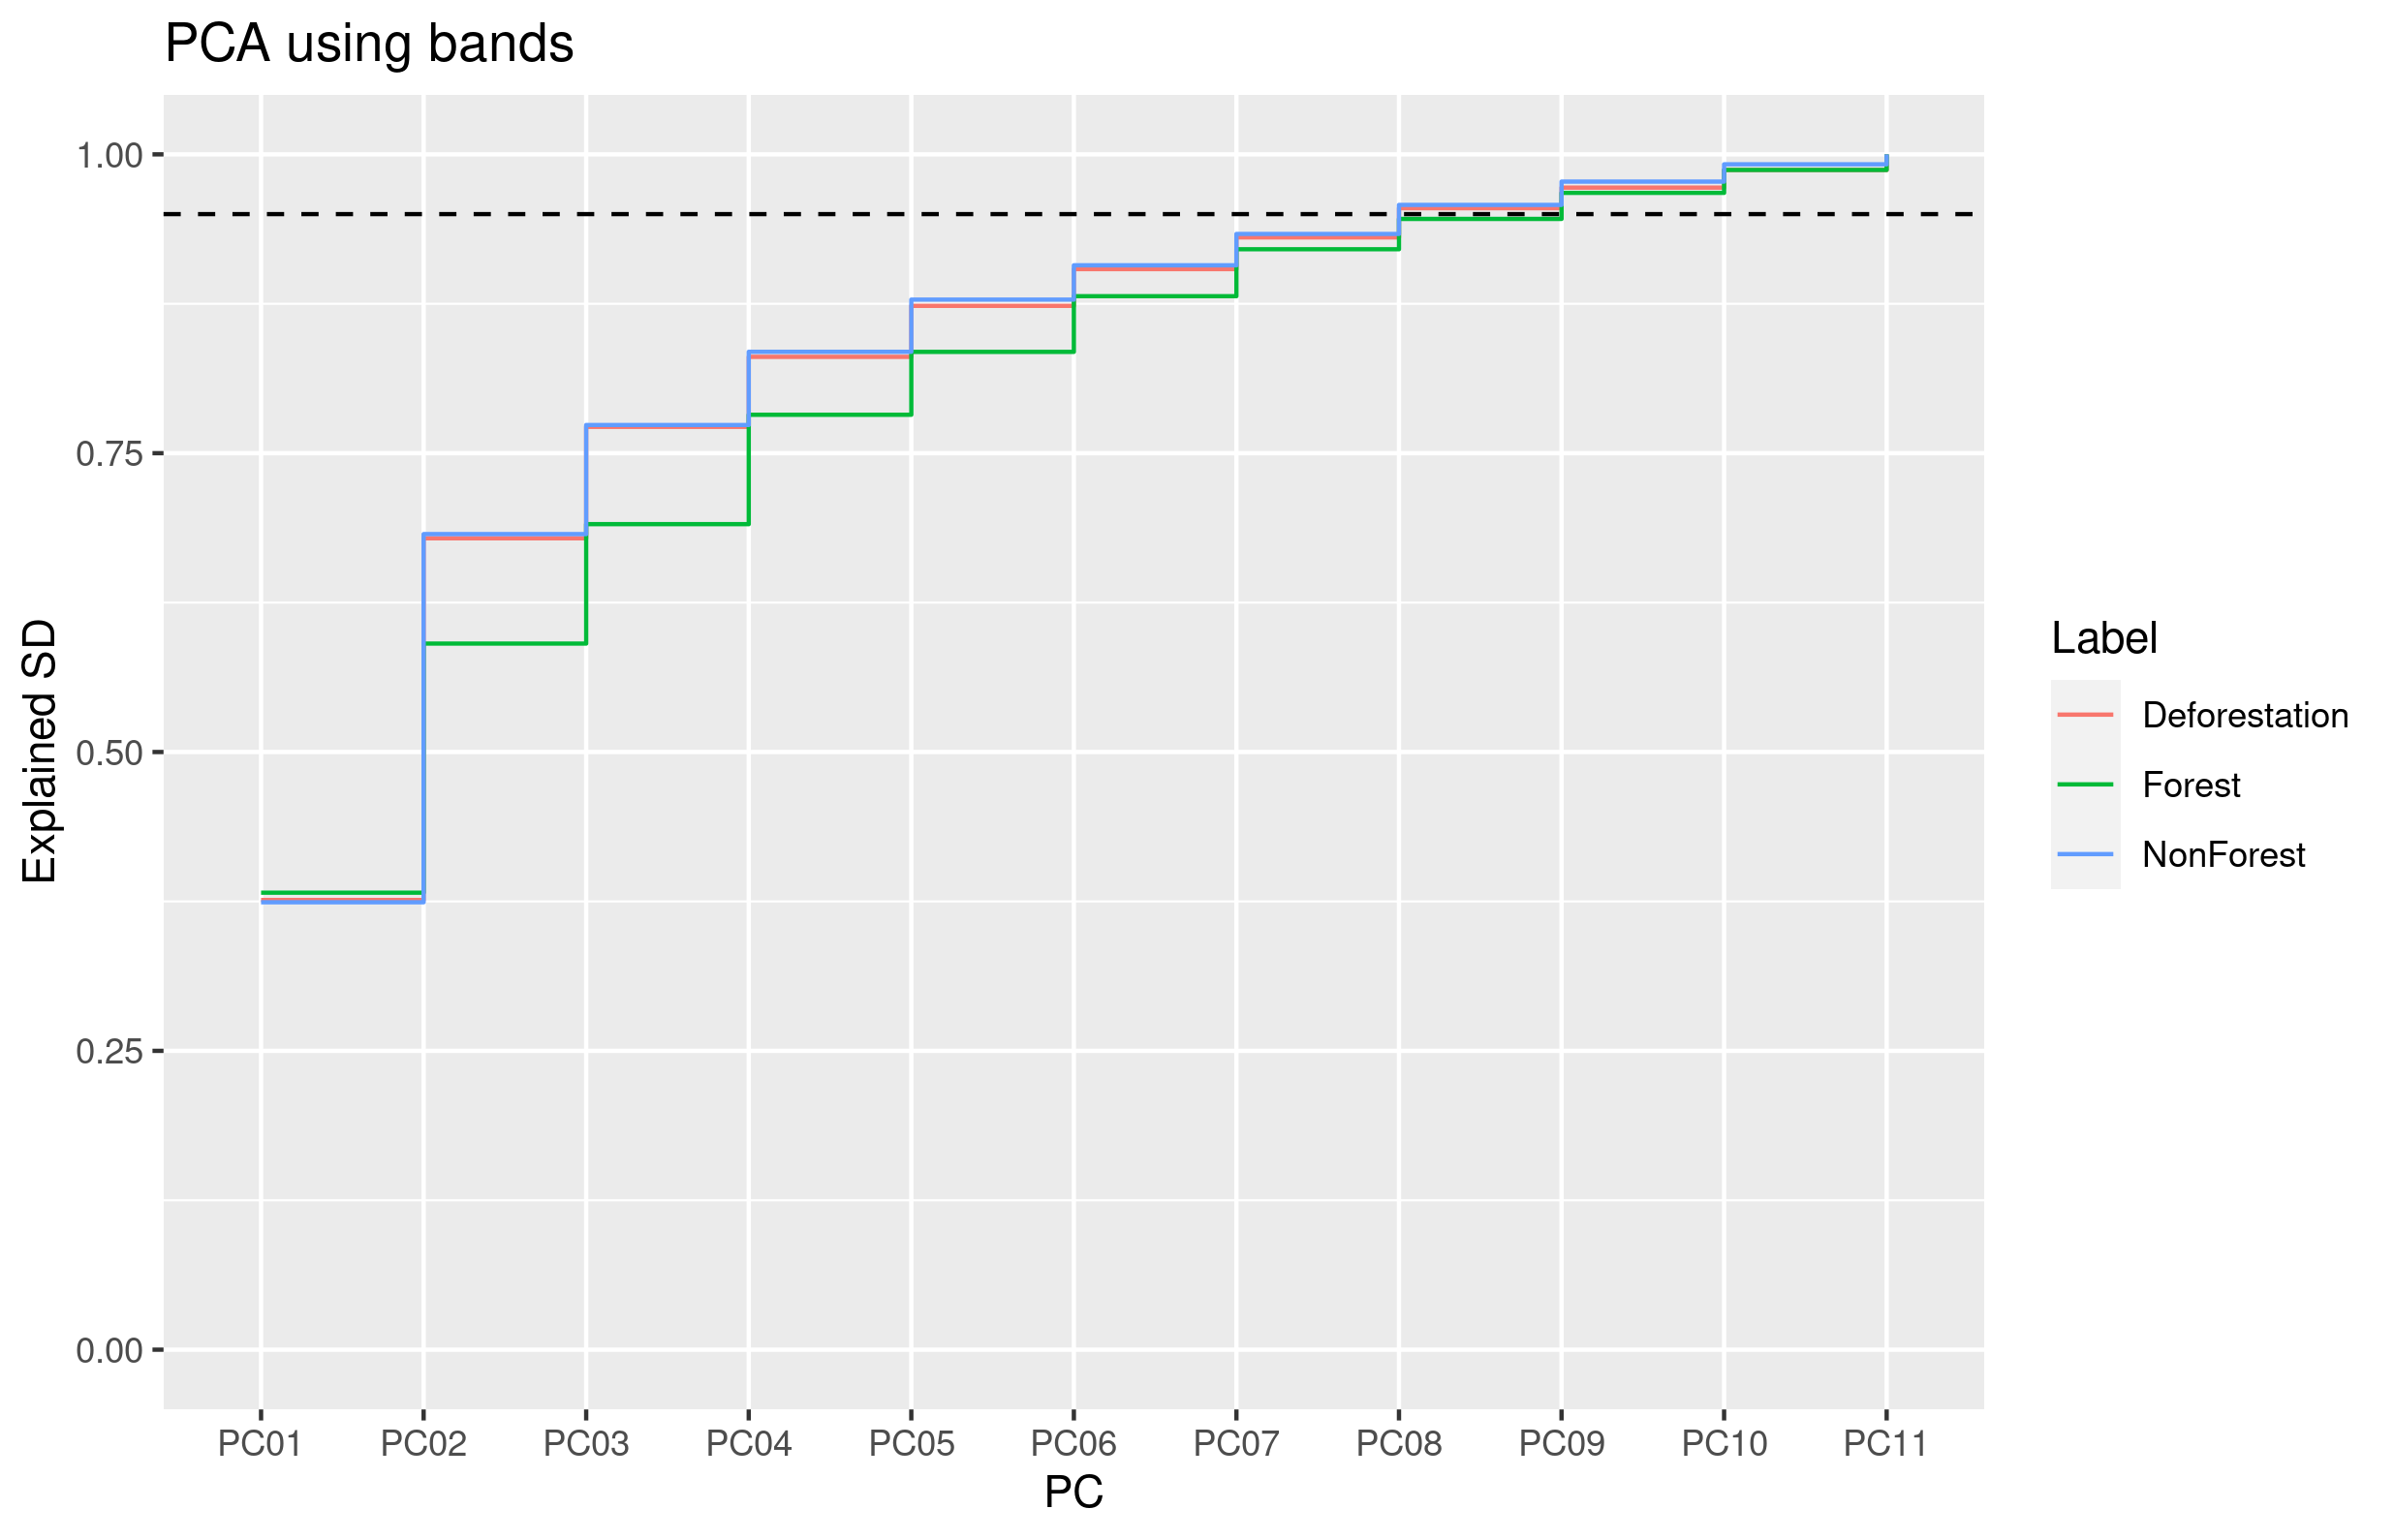 PCA using bands
1.00
0.75
0.50
0.25
0.00
Explained SD
PC01 PC02 PC03 PC04 PC05 PC06 PC07 PC08 PC09 PC10 PC11
PC
Label
Deforestation
Forest
NonForest